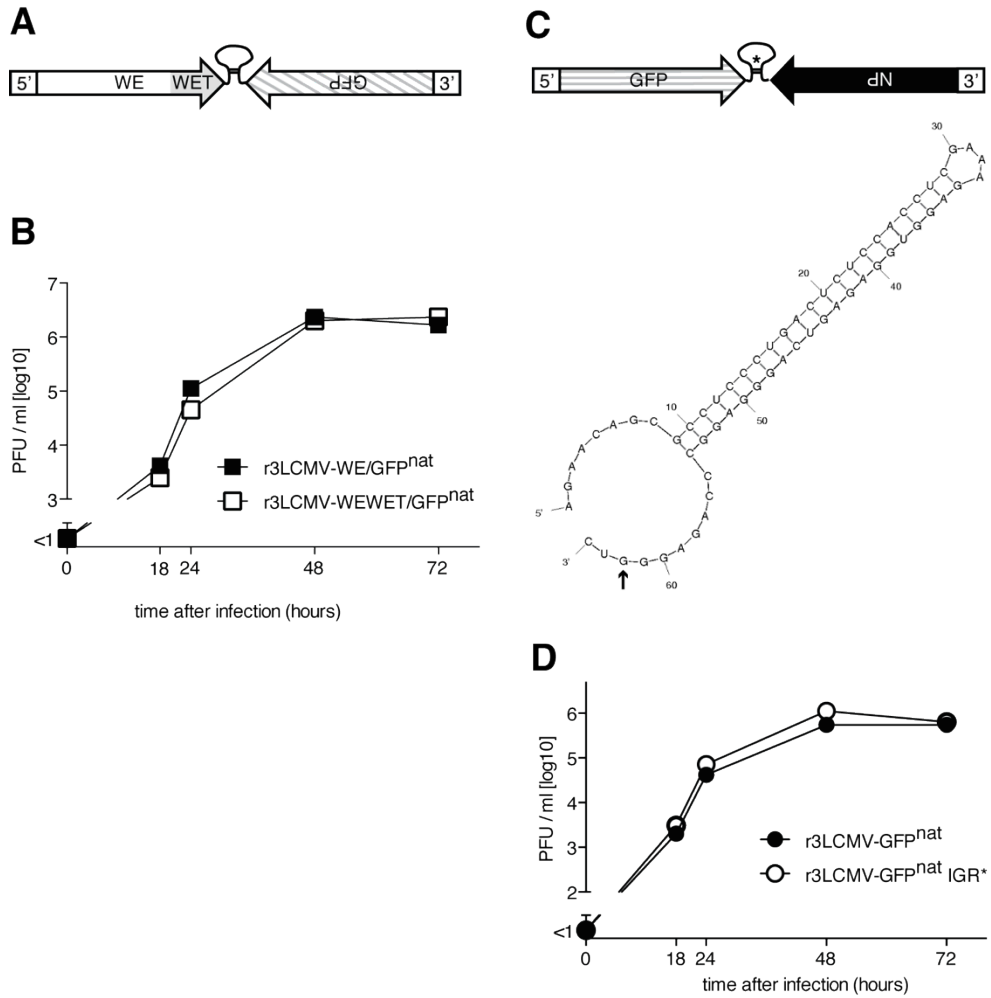 A
5' WE WET GFP 3'
C
5' GFP * NP 3'
B
7
6
5
4
3
<1
PFU / ml [log10]
r3LCMV-WE/GFPnat
r3LCMV-WEWET/GFPnat
0 18 24 48 72
time after infection (hours)
30
20
40
10
50
60
5'
3'
D
6
5
4
3
2
<1
PFU / ml [log10]
r3LCMV-GFPnat
r3LCMV-GFPnat IGR*
0 18 24 48 72
time after infection (hours)